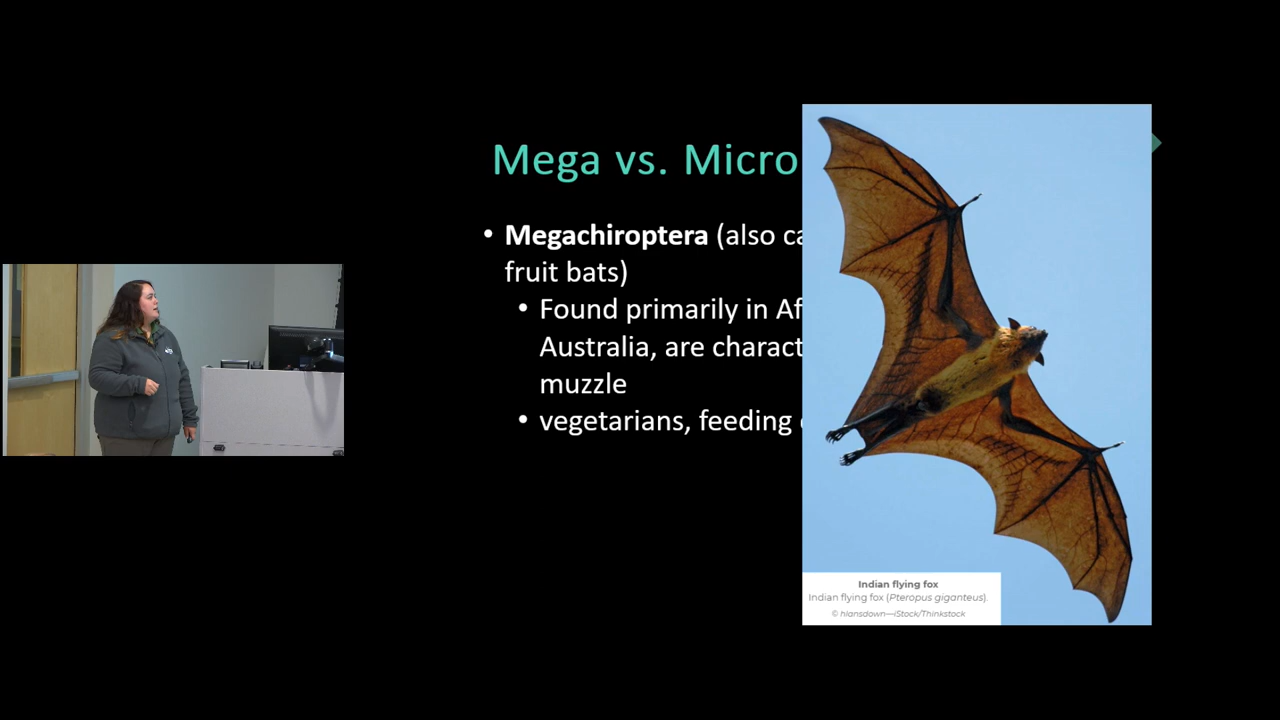 Mega vs. Micro
• Megachiroptera (also ca
fruit bats)
• Found primarily in Af
Australia, are charact
muzzle
• vegetarians, feeding
Indian flying fox
Indian flying fox (Pteropus giganteus).
© hlansdown—iStock/Thinkstock